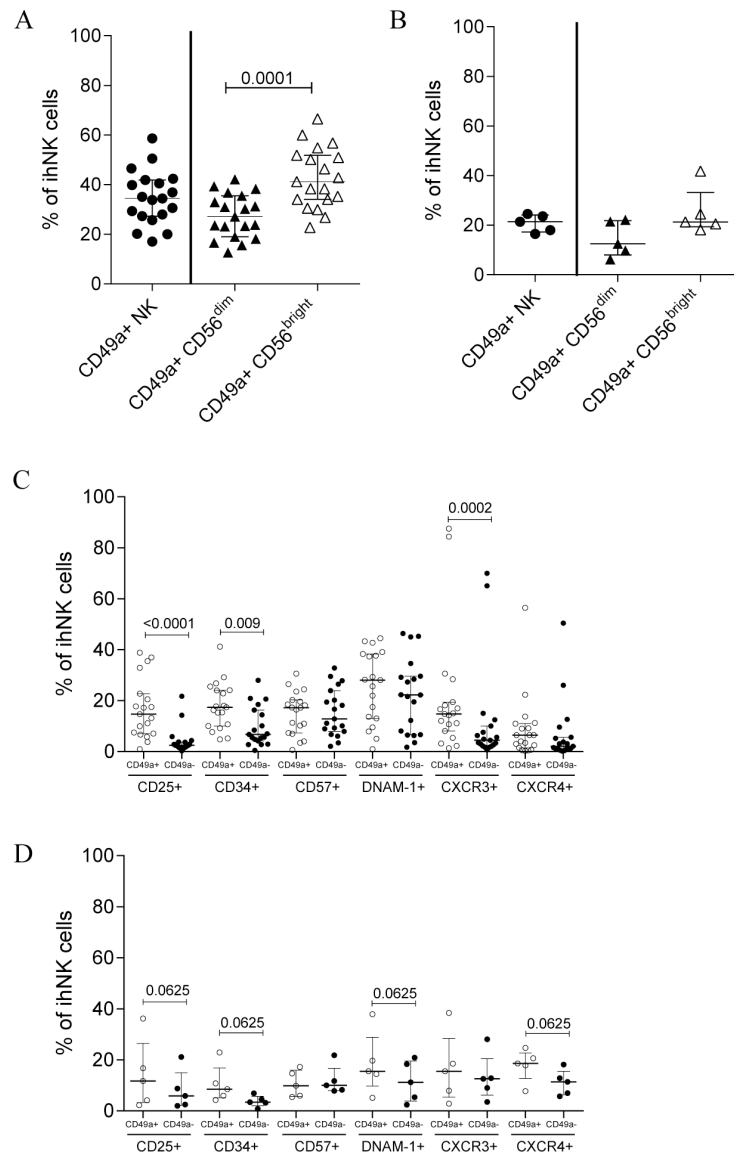 A
% of ihNK cells
100
80
60
40
20
0
0.0001
CD49a+ NK
CD49a+ CD56dim
CD49a+ CD56bright
B
% of ihNK cells
100
80
60
40
20
0
CD49a+ NK
CD49a+ CD56dim
CD49a+ CD56bright
C
% of ihNK cells
100
80
60
40
20
0
<0.0001 0.009 0.0002
CD49a+ CD49a- CD49a+ CD49a- CD49a+ CD49a- CD49a+ CD49a- CD49a+ CD49a- CD49a+ CD49a-
CD25+ CD34+ CD57+ DNAM-1+ CXCR3+ CXCR4+
D
% of ihNK cells
100
80
60
40
20
0
0.0625 0.0625 0.0625 0.0625
CD49a+ CD49a- CD49a+ CD49a- CD49a+ CD49a- CD49a+ CD49a- CD49a+ CD49a- CD49a+ CD49a-
CD25+ CD34+ CD57+ DNAM-1+ CXCR3+ CXCR4+